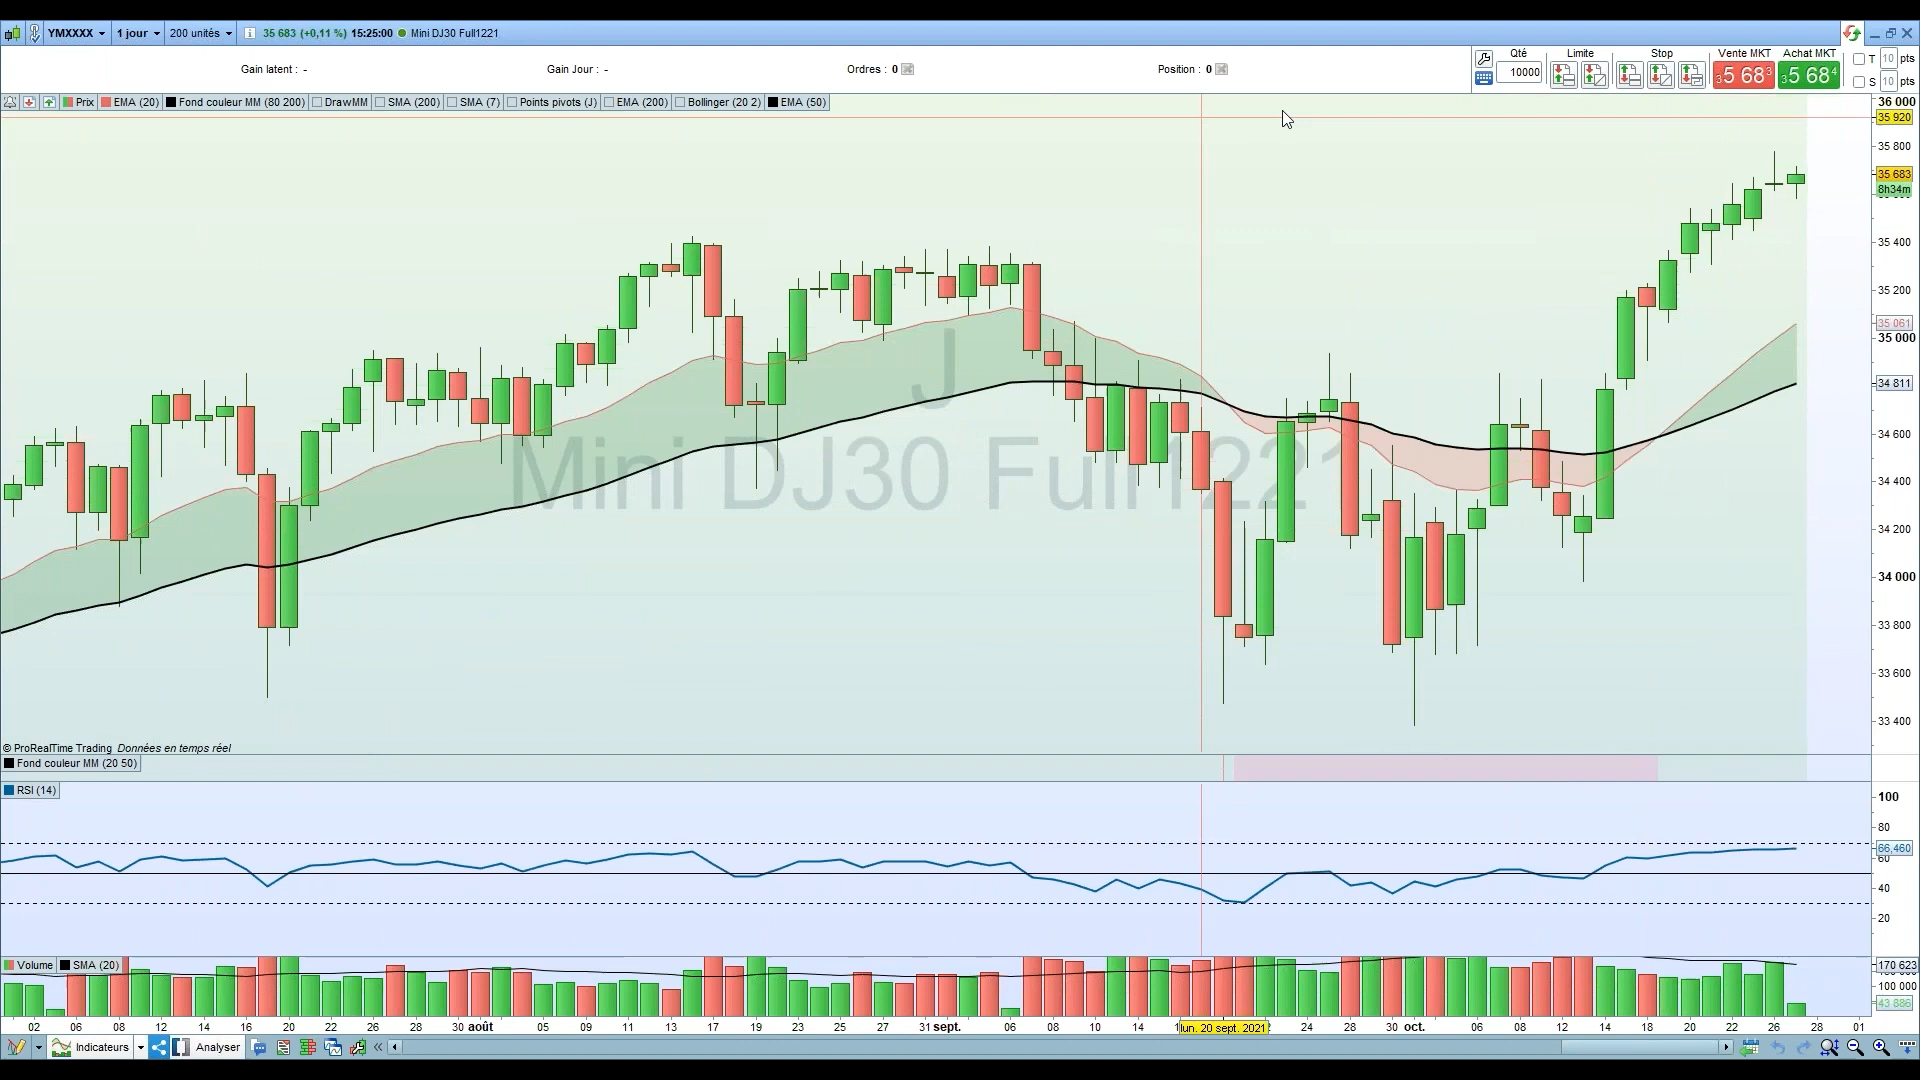 YMXXXX 1 jour 200 unités 35 683 (+0,11 %) 15:25:00 Mini DJ30 Full1221
Gain latent : - Gain Jour : - Ordres : 0 Position : 0
Qté Limite Stop Vente MKT Achat MKT T 10 pts
10000 35 68³ 35 68⁴ S 10 pts
Prix EMA (20) Fond couleur MM (80 200) DrawMM SMA (200) SMA (7) Points pivots (J) EMA (200) Bollinger (20 2) EMA (50)
36 000
35 920
35 800
35 683
8h34m
35 400
35 200
35 061
35 000
34 811
34 600
34 400
34 200
34 000
33 800
33 600
33 400
J
Mini DJ30 Full1221
© ProRealTime Trading Données en temps réel
Fond couleur MM (20 50)
RSI (14)
100
80
66,460
60
40
20
Volume SMA (20)
170 623
100 000
43 886
02 06 08 12 14 16 20 22 26 28 30 août 05 09 11 13 17 19 23 25 27 31 sept. 06 08 10 14 lun. 20 sept. 2021 24 28 30 oct. 06 08 12 14 18 20 22 26 28 01
Indicateurs Analyser